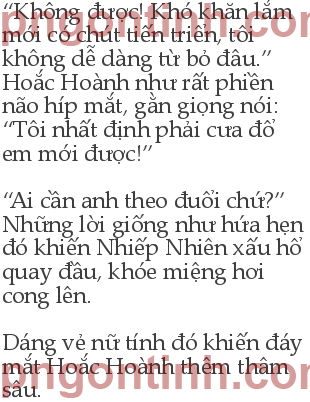 “Không được! Khó khăn lắm
mới có chút tiến triển, tôi
không dễ dàng từ bỏ đâu.”
Hoắc Hoành như rất phiền
não híp mắt, gằn giọng nói:
“Tôi nhất định phải cưa đổ
em mới được!”
“Ai cần anh theo đuổi chứ?”
Những lời giống như hứa hẹn
đó khiến Nhiếp Nhiên xấu hổ
quay đầu, khóe miệng hơi
cong lên.
Dáng vẻ nữ tính đó khiến đáy
mắt Hoắc Hoành thêm thâm
sâu.
pngontinh.com
pngontinh.com